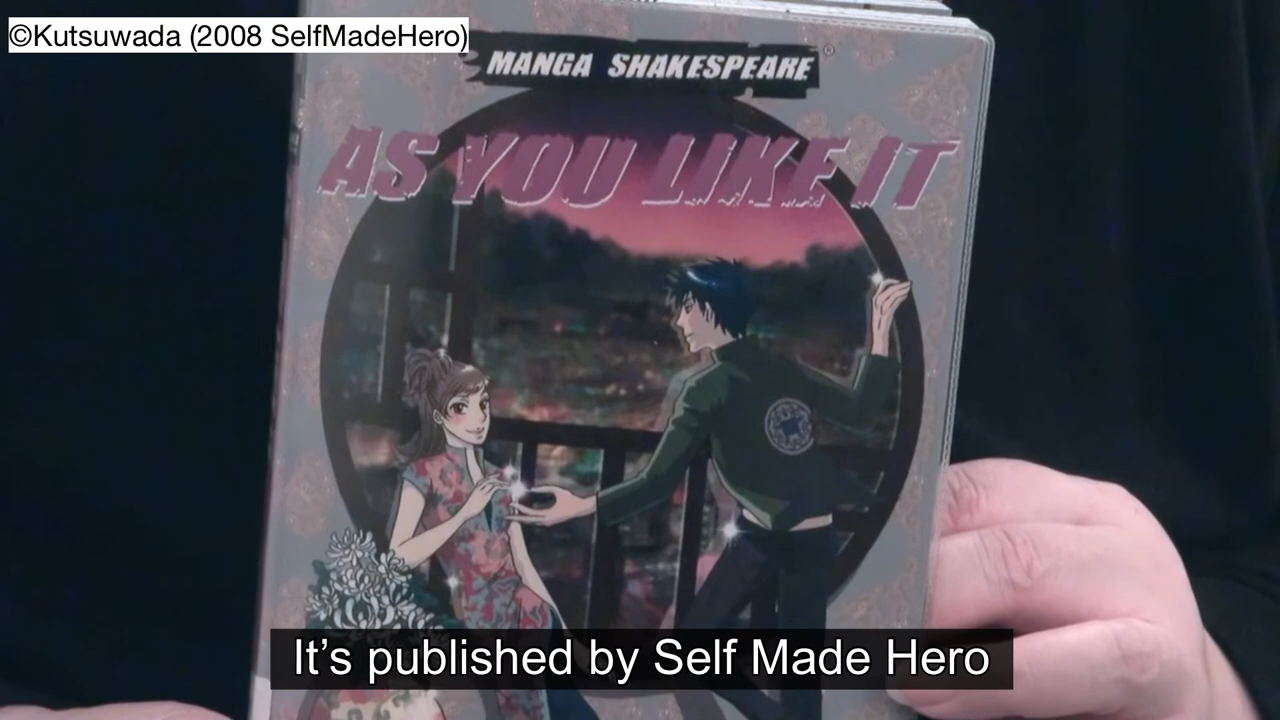 ©Kutsuwada (2008 SelfMadeHero)
MANGA SHAKESPEARE®
AS YOU LIKE IT
It’s published by Self Made Hero